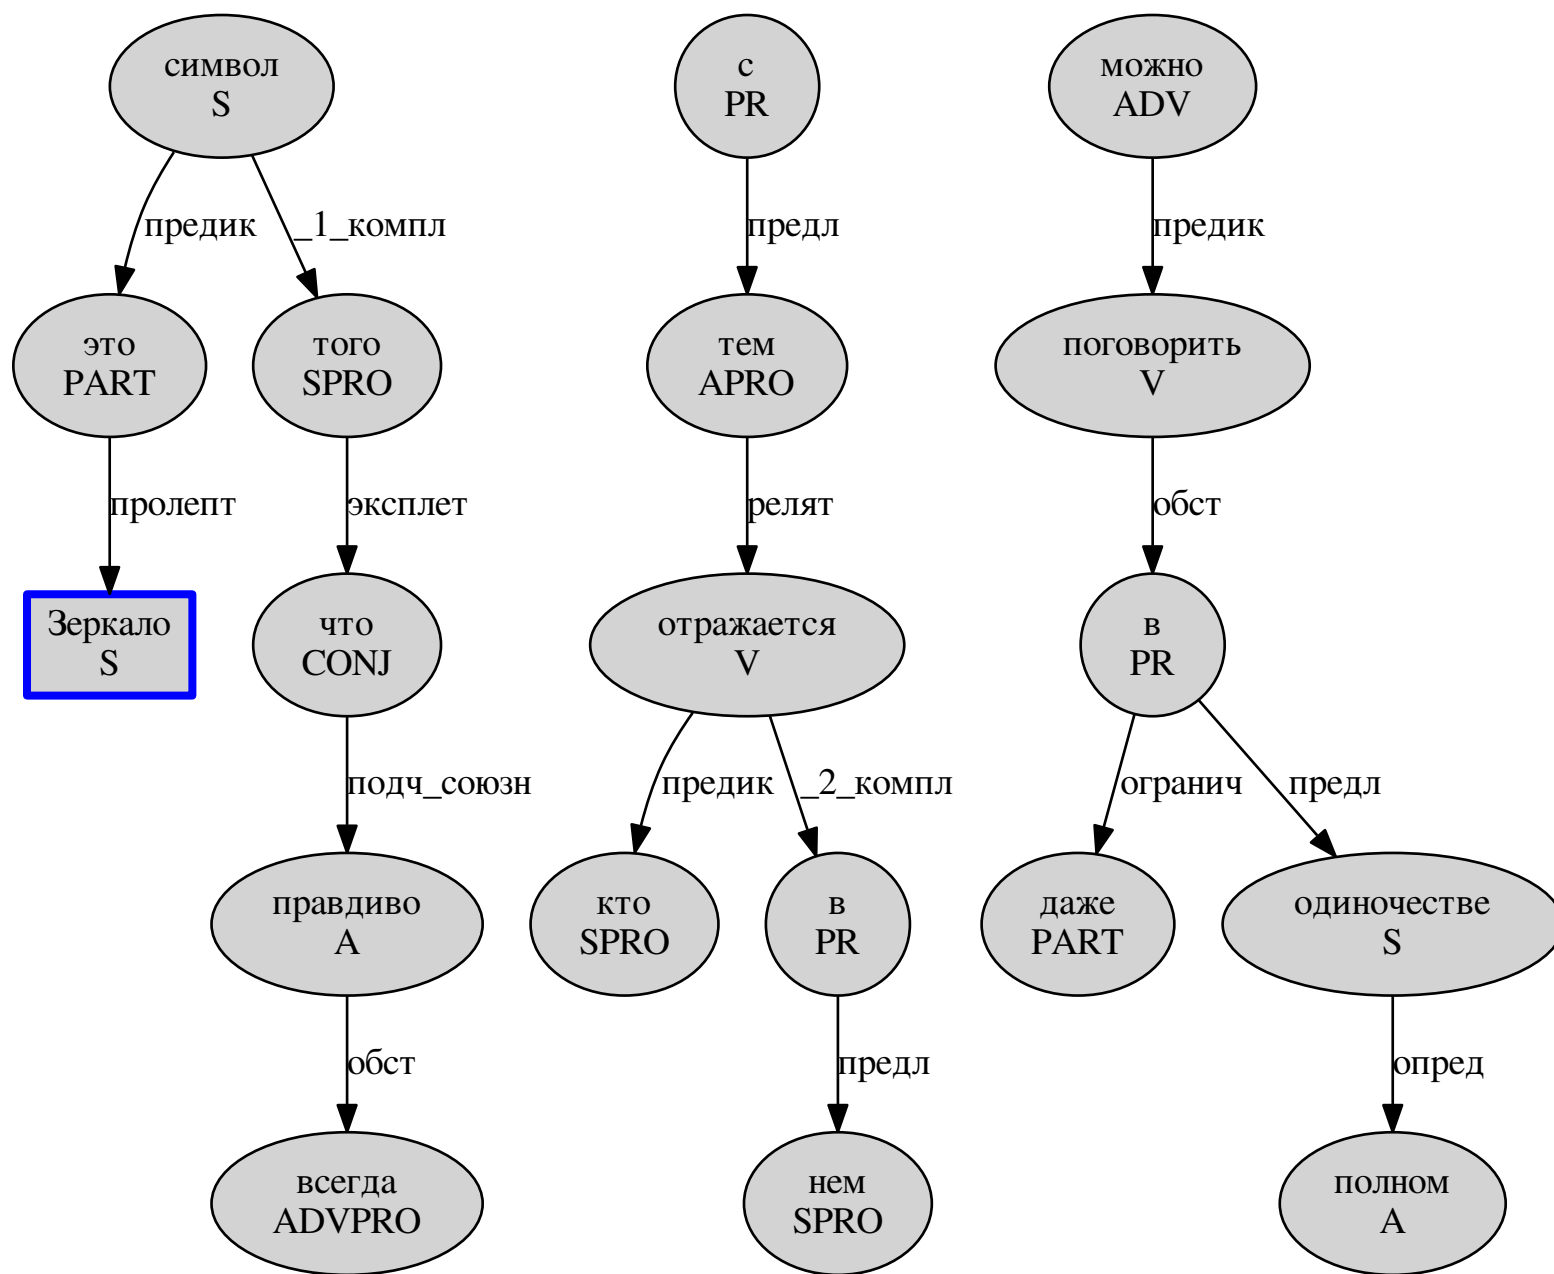 символ
S
с
PR
можно
ADV
предик
_1_компл
предл
предик
это
PART
того
SPRO
тем
APRO
поговорить
V
пролепт
эксплет
релят
обст
Зеркало
S
что
CONJ
отражается
V
в
PR
подч_союзн
предик
_2_компл
огранич
предл
правдиво
A
кто
SPRO
в
PR
даже
PART
одиночестве
S
обст
предл
опред
всегда
ADVPRO
нем
SPRO
полном
A